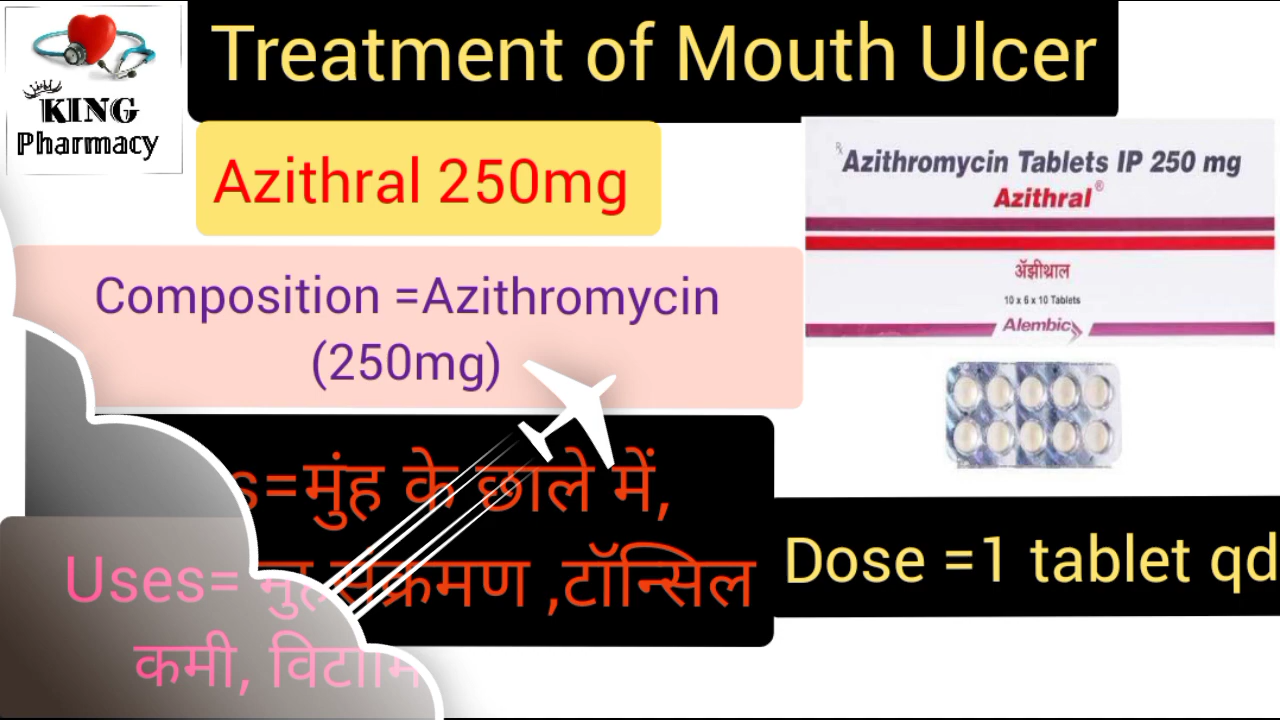 KING
Pharmacy
Treatment of Mouth Ulcer
Azithral 250mg
Composition =Azithromycin
(250mg)
Azithromycin Tablets IP 250 mg
Azithral®
ॲझीथ्राल
10 x 6 x 10 Tablets
Alembic
s=मुंह के छाले में,
संक्रमण ,टॉन्सिल
Uses=
कमी,
Dose =1 tablet qd